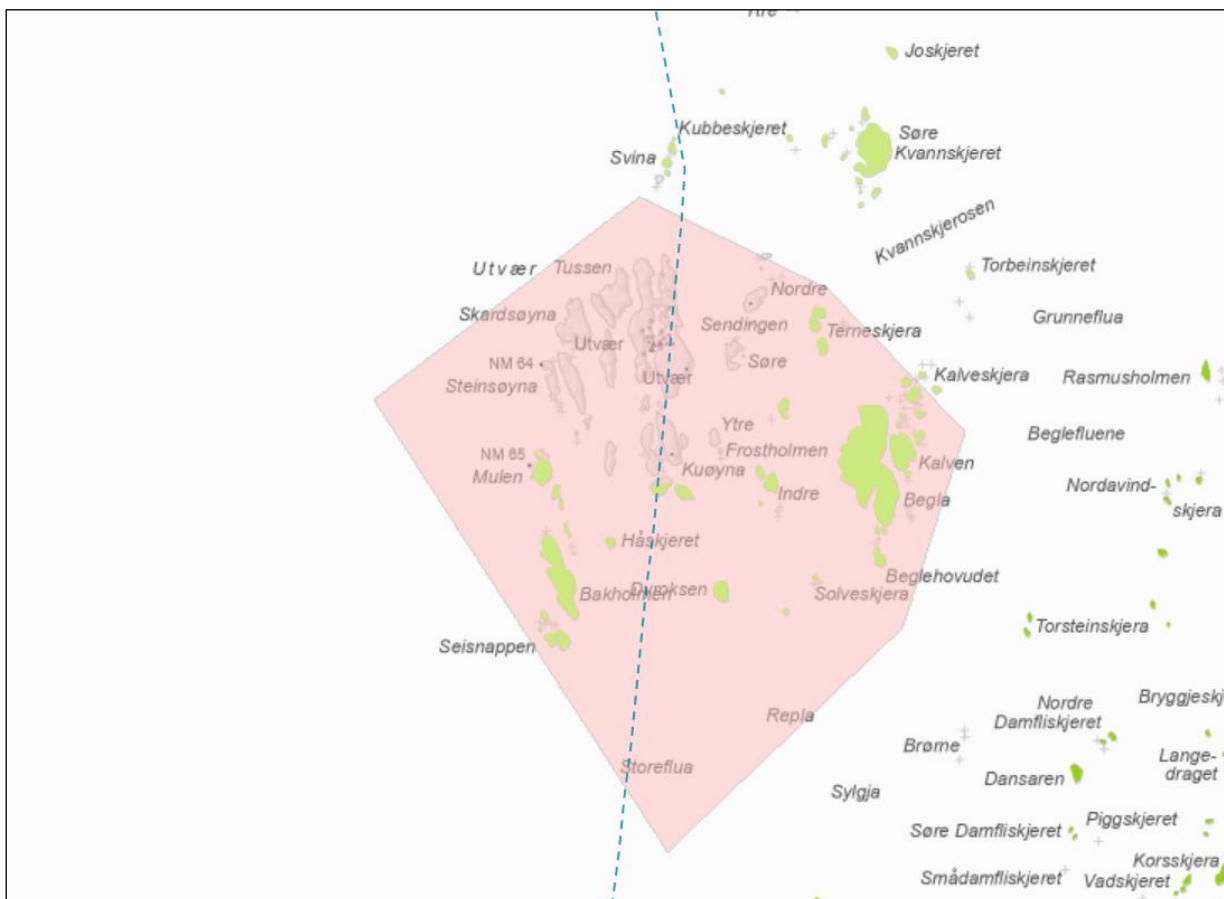 Ytre
Joskjeret
Kubbeskjeret
Søre
Kvannskjeret
Svina
Kvannskjerosen
Utvær
Tussen
Torbeinskjeret
Nordre
Skardsøyna
Sendingen
Terneskjera
Grunneflua
Utvær
NM 64
Søre
Utvær
Kalveskjera
Rasmusholmen
Steinsøyna
Ytre
Beglefluene
Frostholmen
NM 65
Mulen
Kuøyna
Kalven
Indre
Begla
Nordavind-
skjera
Håskjeret
Beglehovudet
Bakholmen
Dyroksen
Solveskjera
Torsteinskjera
Seisnappen
Nordre
Damfliskjeret
Bryggjeskj
Repla
Brørne
Storeflua
Lange-
draget
Dansaren
Sylgja
Søre Damfliskjeret
Piggskjeret
Korsskjera
Smådamfliskjeret
Vadskjeret